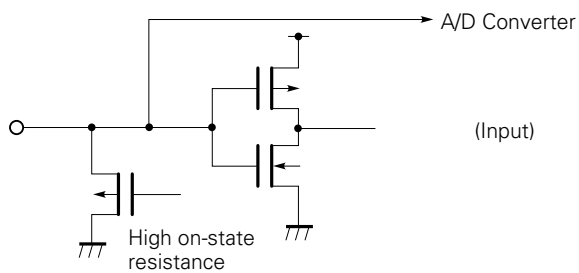 A/D Converter
(Input)
High on-state
resistance